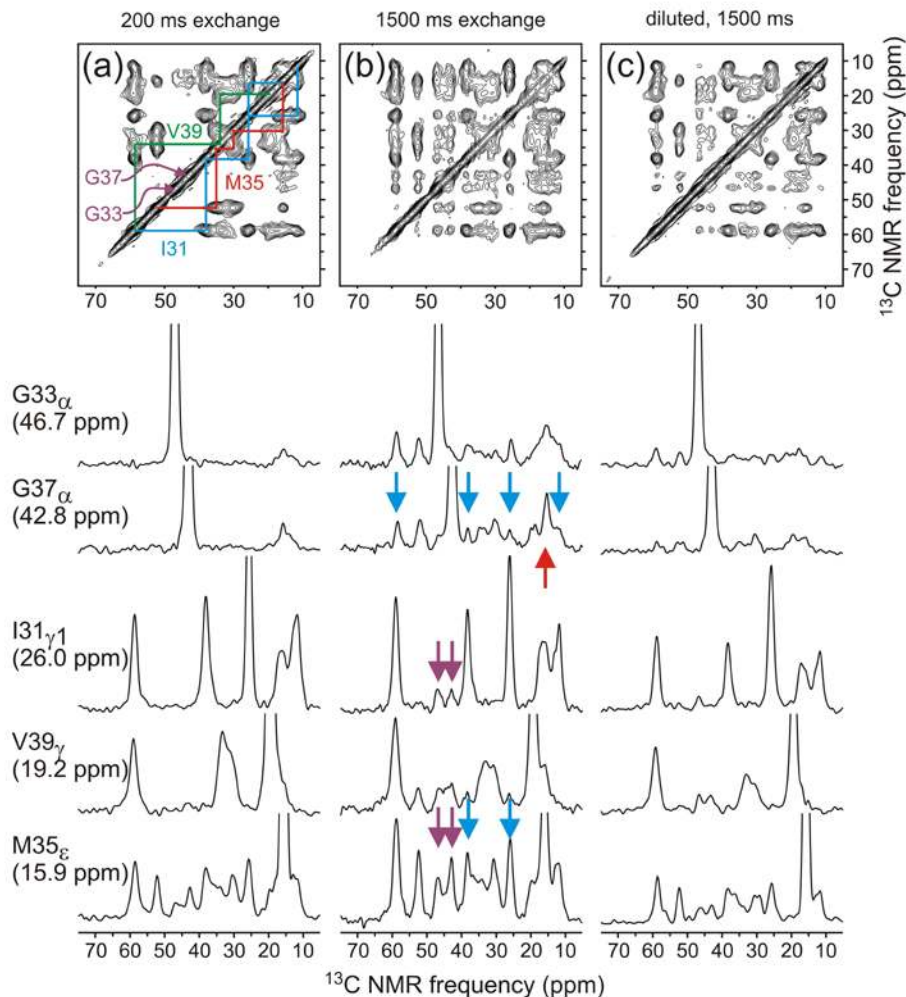 200 ms exchange
1500 ms exchange
diluted, 1500 ms
(a)
(b)
(c)
V39
G37
G33
M35
I31
10
20
30
40
50
60
70
13C NMR frequency (ppm)
70 50 30 10
70 50 30 10
70 50 30 10
G33α
(46.7 ppm)
G37α
(42.8 ppm)
I31γ1
(26.0 ppm)
V39γ
(19.2 ppm)
M35ε
(15.9 ppm)
70 60 50 40 30 20 10
70 60 50 40 30 20 10
70 60 50 40 30 20 10
13C NMR frequency (ppm)